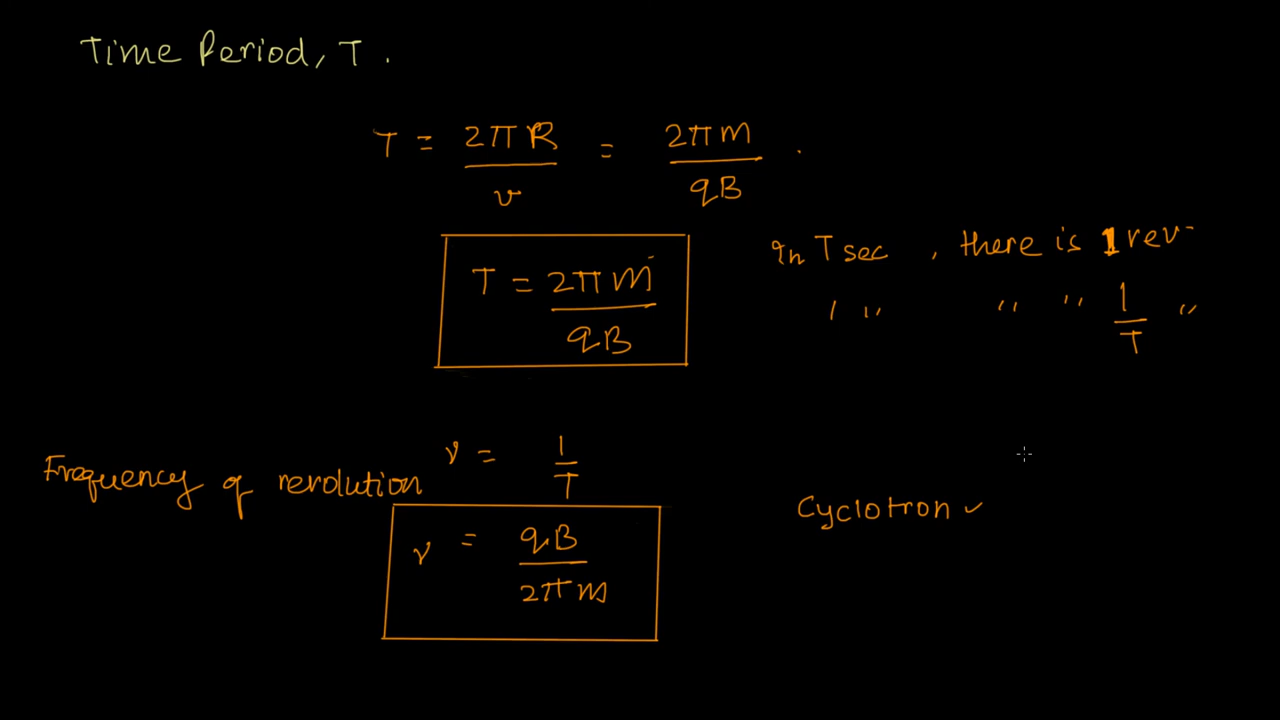 Time Period, T.
T = 2πR/v = 2πm/qB .
T = 2πm/qB
In T sec, there is 1 rev
" " " " 1/T "
Frequency of revolution ν = 1/T
ν = qB/2πm
Cyclotron ✓